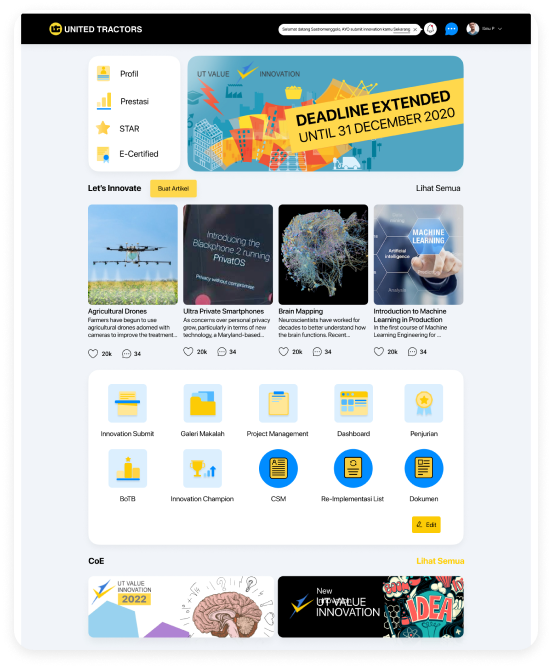 UNITED TRACTORS
Selamat datang Sastromenggolo, AYO submit innovation kamu Sekarang
Profil
Prestasi
STAR
E-Certified
UT VALUE INNOVATION
DEADLINE EXTENDED
UNTIL 31 DECEMBER 2020
Let's Innovate
Buat Artikel
Lihat Semua
Introducing the
Blackphone 2 running
PrivatOS
Privacy without compromise
MACHINE
LEARNING
Artificial
intelligence
Agricultural Drones
Farmers have began to use
agricultural drones adorned with
cameras to improve the treatment...
20k 34
Ultra Private Smartphones
As concerns over personal privacy
grow, particularly in terms of new
technology, a Maryland-based...
20k 34
Brain Mapping
Neuroscientists have worked for
decades to better understand how
the brain functions. Recent...
20k 34
Introduction to Machine
Learning in Production
In the first course of Machine
Learning Engineering for ...
20k 34
Innovation Submit
Galeri Makalah
Project Management
Dashboard
Penjurian
BoTB
Innovation Champion
CSM
Re-Implementasi List
Dokumen
Edit
CoE
Lihat Semua
UT VALUE
INNOVATION
2022
New
UT VALUE
INNOVATION
IDEA